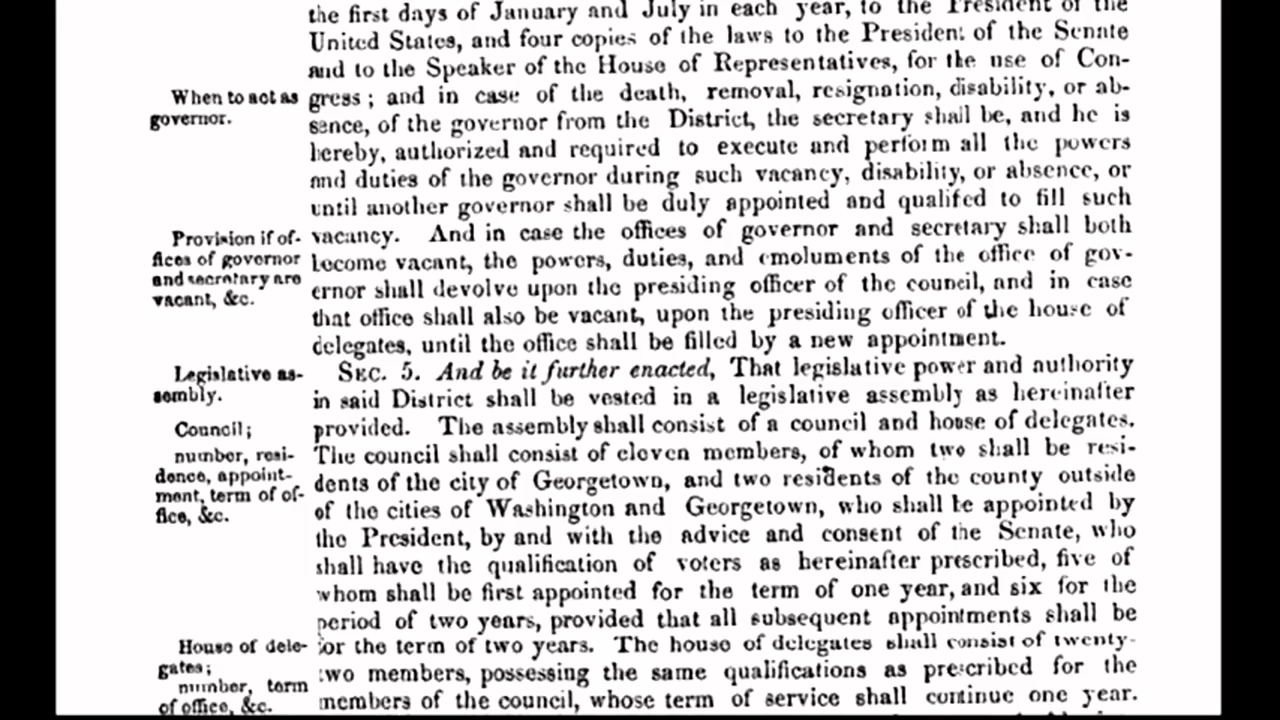 the first days of January and July in each year, to the President of the
United States, and four copies of the laws to the President of the Senate
and to the Speaker of the House of Representatives, for the use of Con-
When to act as
governor.
gress; and in case of the death, removal, resignation, disability, or ab-
sence, of the governor from the District, the secretary shall be, and he is
hereby, authorized and required to execute and perform all the powers
and duties of the governor during such vacancy, disability, or absence, or
until another governor shall be duly appointed and qualifed to fill such
Provision if of-
fices of governor
and secretary are
vacant, &c.
vacancy. And in case the offices of governor and secretary shall both
become vacant, the powers, duties, and emoluments of the office of gov-
ernor shall devolve upon the presiding officer of the council, and in case
that office shall also be vacant, upon the presiding officer of the house of
delegates, until the office shall be filled by a new appointment.
Legislative as-
sembly.
SEC. 5. And be it further enacted, That legislative power and authority
in said District shall be vested in a legislative assembly as hereinafter
Council;
number, resi-
dence, appoint-
ment, term of of-
fice, &c.
provided. The assembly shall consist of a council and house of delegates.
The council shall consist of eleven members, of whom two shall be resi-
dents of the city of Georgetown, and two residents of the county outside
of the cities of Washington and Georgetown, who shall be appointed by
the President, by and with the advice and consent of the Senate, who
shall have the qualification of voters as hereinafter prescribed, five of
whom shall be first appointed for the term of one year, and six for the
period of two years, provided that all subsequent appointments shall be
House of dele-
gates;
number, term
of office, &c.
for the term of two years. The house of delegates shall consist of twenty-
two members, possessing the same qualifications as prescribed for the
members of the council, whose term of service shall continue one year.